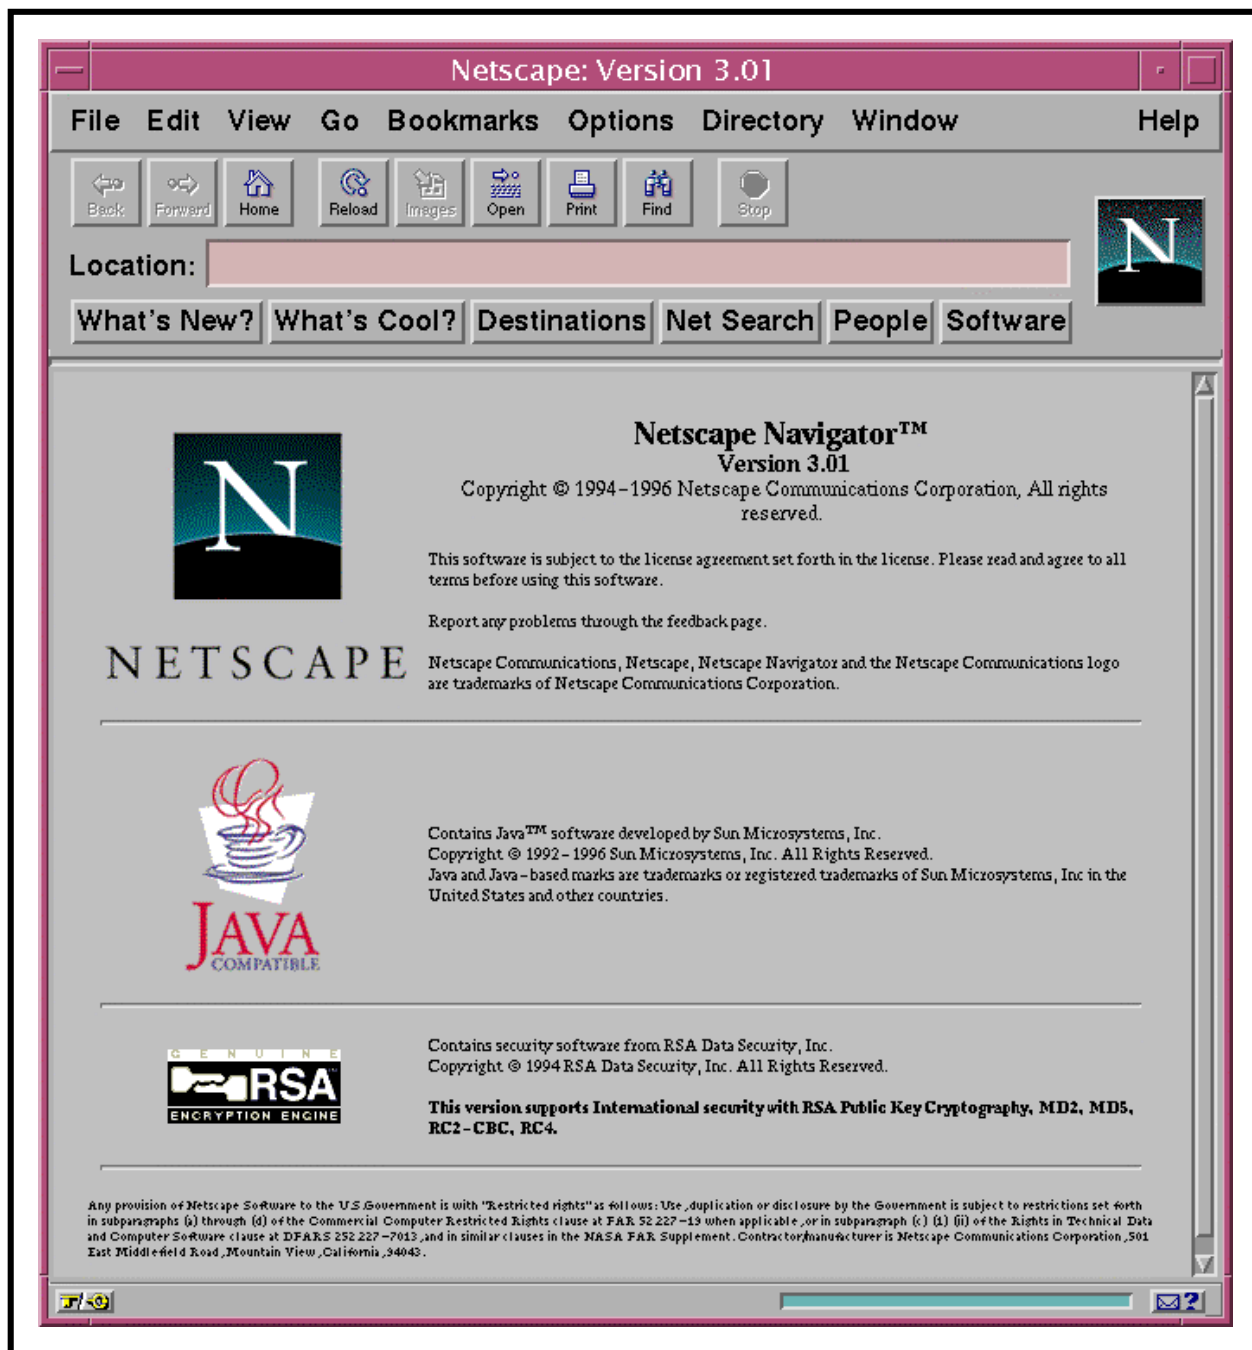 Netscape: Version 3.01
File Edit View Go Bookmarks Options Directory Window Help
Back Forward Home Reload Images Open Print Find Stop
N
Location:
What's New? What's Cool? Destinations Net Search People Software
Netscape Navigator™
Version 3.01
Copyright © 1994-1996 Netscape Communications Corporation, All rights
reserved.
N
NETSCAPE
This software is subject to the license agreement set forth in the license. Please read and agree to all
terms before using this software.
Report any problems through the feedback page.
Netscape Communications, Netscape, Netscape Navigator and the Netscape Communications logo
are trademarks of Netscape Communications Corporation.
JAVA
COMPATIBLE
Contains Java™ software developed by Sun Microsystems, Inc.
Copyright © 1992-1996 Sun Microsystems, Inc. All Rights Reserved.
Java and Java-based marks are trademarks or registered trademarks of Sun Microsystems, Inc in the
United States and other countries.
GENUINE
RSA™
ENCRYPTION ENGINE
Contains security software from RSA Data Security, Inc.
Copyright © 1994 RSA Data Security, Inc. All Rights Reserved.
This version supports International security with RSA Public Key Cryptography, MD2, MD5,
RC2-CBC, RC4.
Any provision of Netscape Software to the U.S.Government is with "Restricted rights" as follows: Use, duplication or disclosure by the Government is subject to restrictions set forth
in subparagraphs (a) through (d) of the Commercial Computer Restricted Rights clause at FAR 52.227-19 when applicable, or in subparagraph (c) (1) (ii) of the Rights in Technical Data
and Computer Software clause at DFARS 252.227-7013, and in similar clauses in the NASA FAR Supplement. Contractor/manufacturer is Netscape Communications Corporation, 501
East Middlefield Road, Mountain View, California, 94043.
?